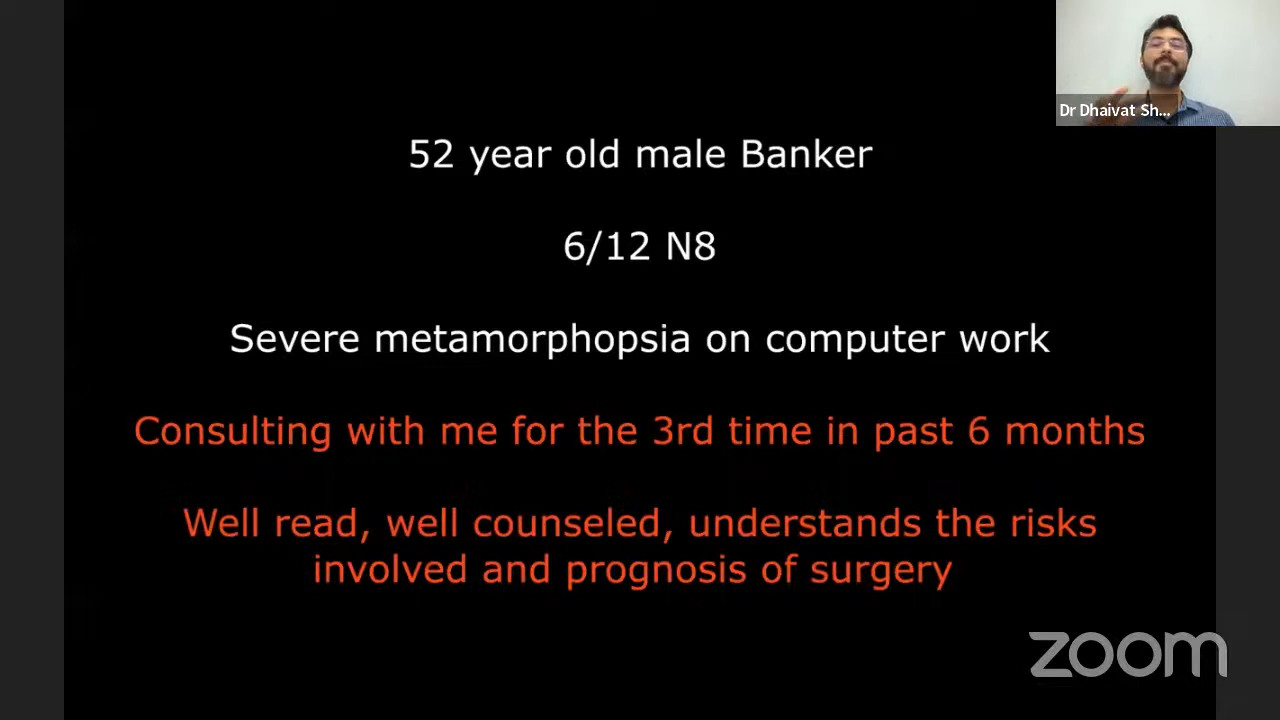 Dr Dhaivat Sh...
52 year old male Banker
6/12 N8
Severe metamorphopsia on computer work
Consulting with me for the 3rd time in past 6 months
Well read, well counseled, understands the risks
involved and prognosis of surgery
zoom